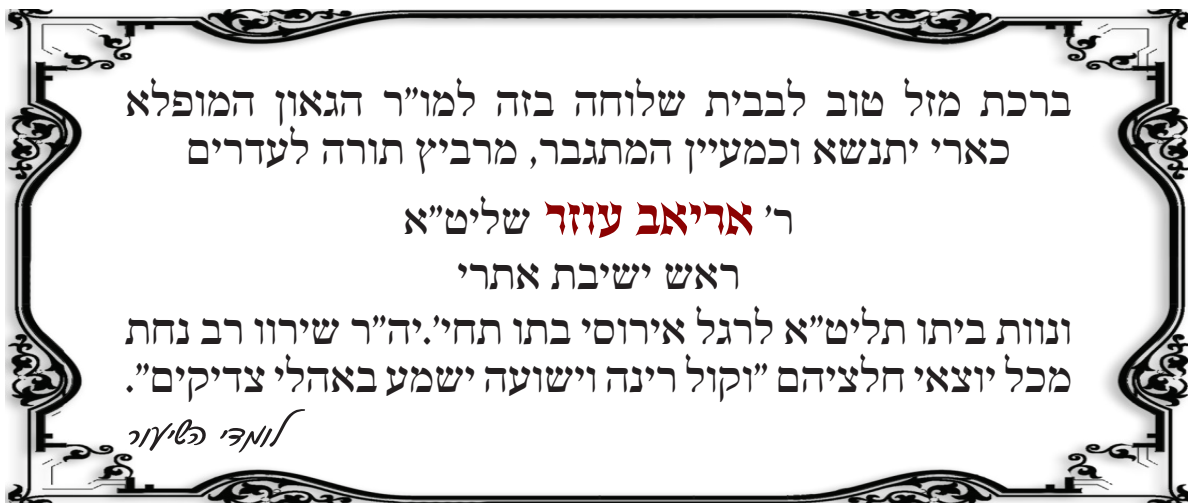 ברכת מזל טוב לבבית שלוחה בזה למו״ר הגאון המופלא
כארי יתנשא וכמעיין המתגבר, מרביץ תורה לעדרים
ר׳ אריאב עוזר שליט״א
ראש ישיבת אתרי
ונוות ביתו תליט״א לרגל אירוסי בתו תחי׳.יה״ר שירוו רב נחת
מכל יוצאי חלציהם ״וקול רינה וישועה ישמע באהלי צדיקים״.
לומדי השיעור